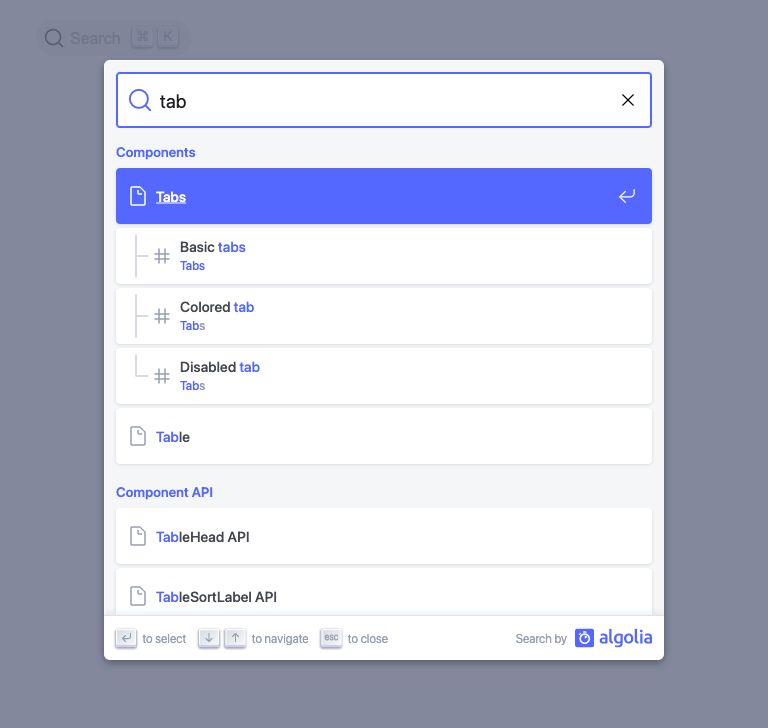 Search ⌘ K
tab
Components
Tabs
Basic tabs
Tabs
Colored tab
Tabs
Disabled tab
Tabs
Table
Component API
TableHead API
TableSortLabel API
to select to navigate esc to close Search by algolia